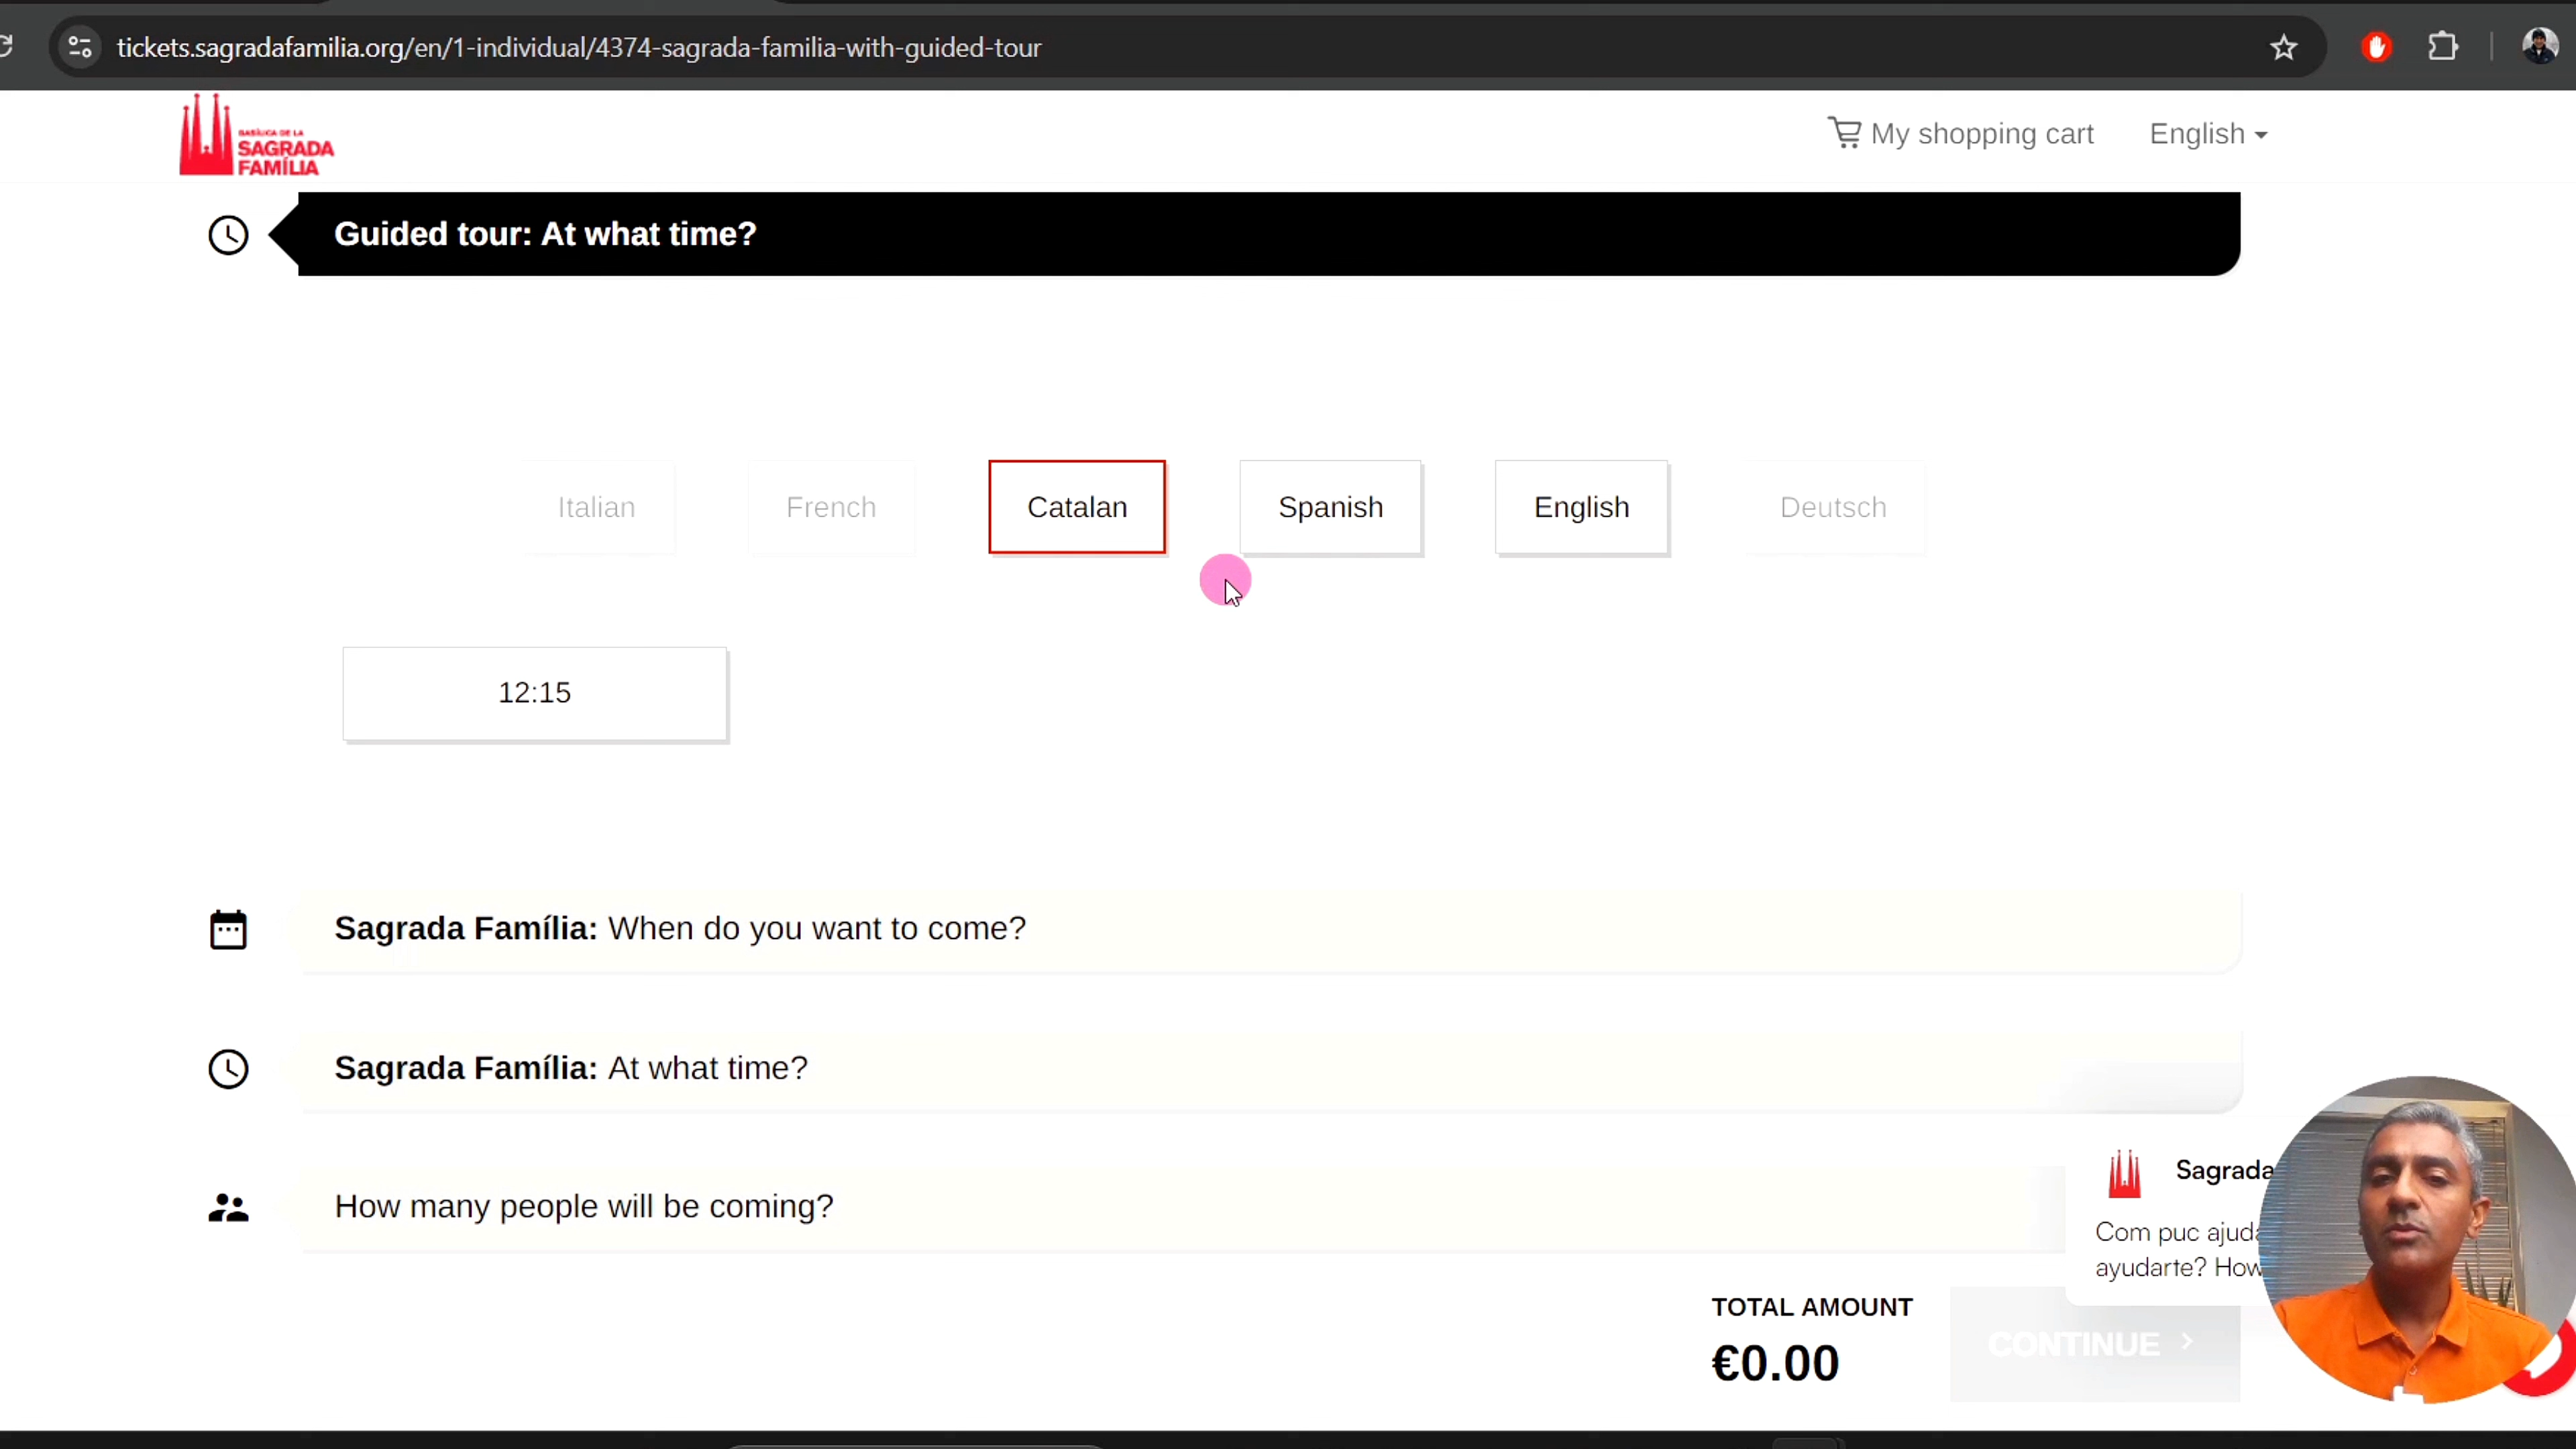 tickets.sagradafamilia.org/en/1-individual/4374-sagrada-familia-with-guided-tour
BASÍLICA DE LA
SAGRADA
FAMÍLIA
My shopping cart
English
Guided tour: At what time?
Italian
French
Catalan
Spanish
English
Deutsch
12:15
Sagrada Família: When do you want to come?
Sagrada Família: At what time?
How many people will be coming?
Sagrada
Com puc ajuda
ayudarte? How
TOTAL AMOUNT
€0.00
CONTINUE